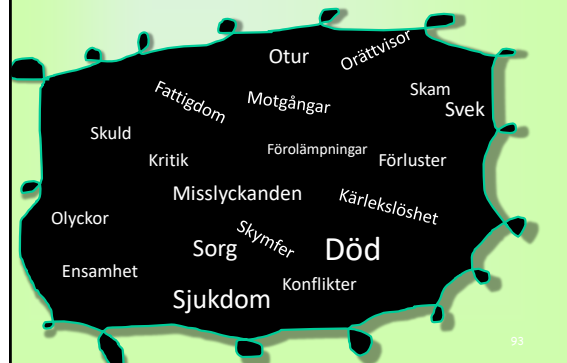 Otur
Orättvisor
Fattigdom
Motgångar
Skam
Svek
Skuld
Kritik
Förolämpningar
Förluster
Misslyckanden
Kärlekslöshet
Olyckor
Skymfer
Sorg
Död
Ensamhet
Konflikter
Sjukdom
93